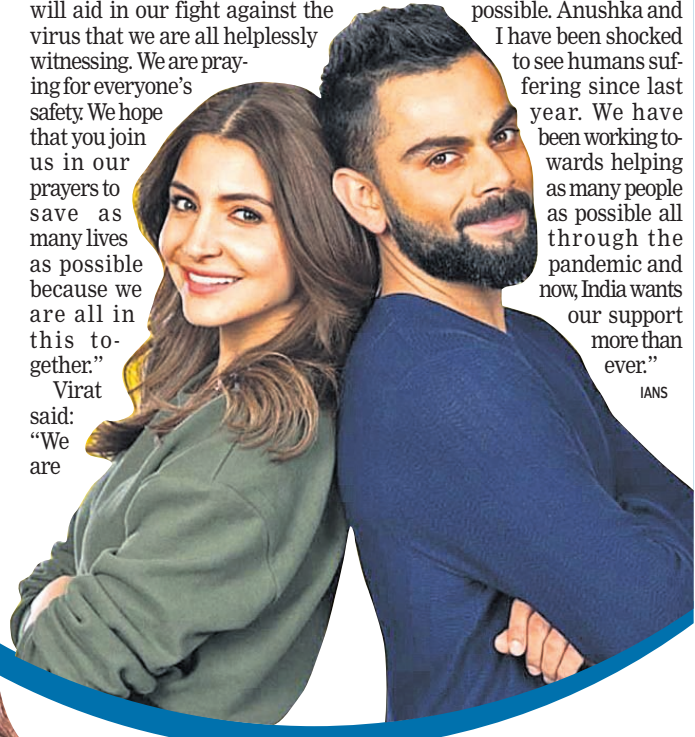 will aid in our fight against the
virus that we are all helplessly
witnessing. We are pray-
ing for everyone's
safety. We hope
that you join
us in our
prayers to
save as
many lives
as possible
because we
are all in
this to-
gether."
Virat
said:
"We
are
possible. Anushka and
I have been shocked
to see humans suf-
fering since last
year. We have
been working to-
wards helping
as many people
as possible all
through the
pandemic and
now, India wants
our support
more than
ever."
IANS